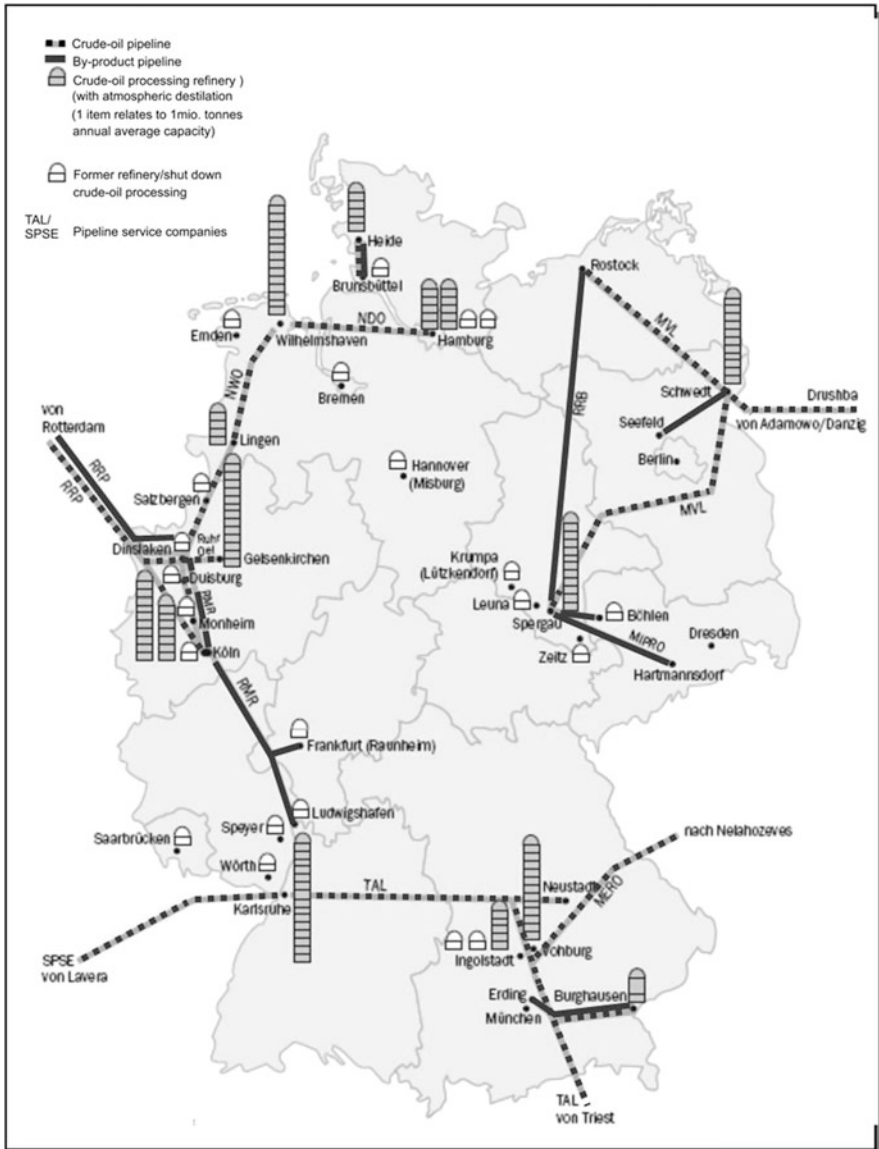 Crude-oil pipeline
By-product pipeline
Crude-oil processing refinery )
(with atmospheric destilation
(1 item relates to 1mio. tonnes
annual average capacity)
Former refinery/shut down
crude-oil processing
TAL/
SPSE
Pipeline service companies
Heide
Brunsbüttel
Rostock
NDO
MVL
Emden
Wilhelmshaven
Hamburg
Bremen
NWO
RRB
Schwedt
Drushba
von Adamowo/Danzig
Seefeld
Berlin
von
Rotterdam
Lingen
RRP
RRP
Hannover
(Misburg)
Salzbergen
MVL
Dinslaken
Ruhr
Oel
Gelsenkirchen
Duisburg
Krumpa
(Lützkendorf)
Leuna
Spergau
Böhlen
RMR
Monheim
MIPRO
Dresden
Zeitz
Köln
Hartmannsdorf
RMR
Frankfurt (Raunheim)
Ludwigshafen
Speyer
Saarbrücken
nach Nelahozeves
Wörth
TAL
Neustadt
MERO
Karlsruhe
Vohburg
SPSE
von Lavera
Ingolstadt
Erding
Burghausen
München
TAL
von Triest